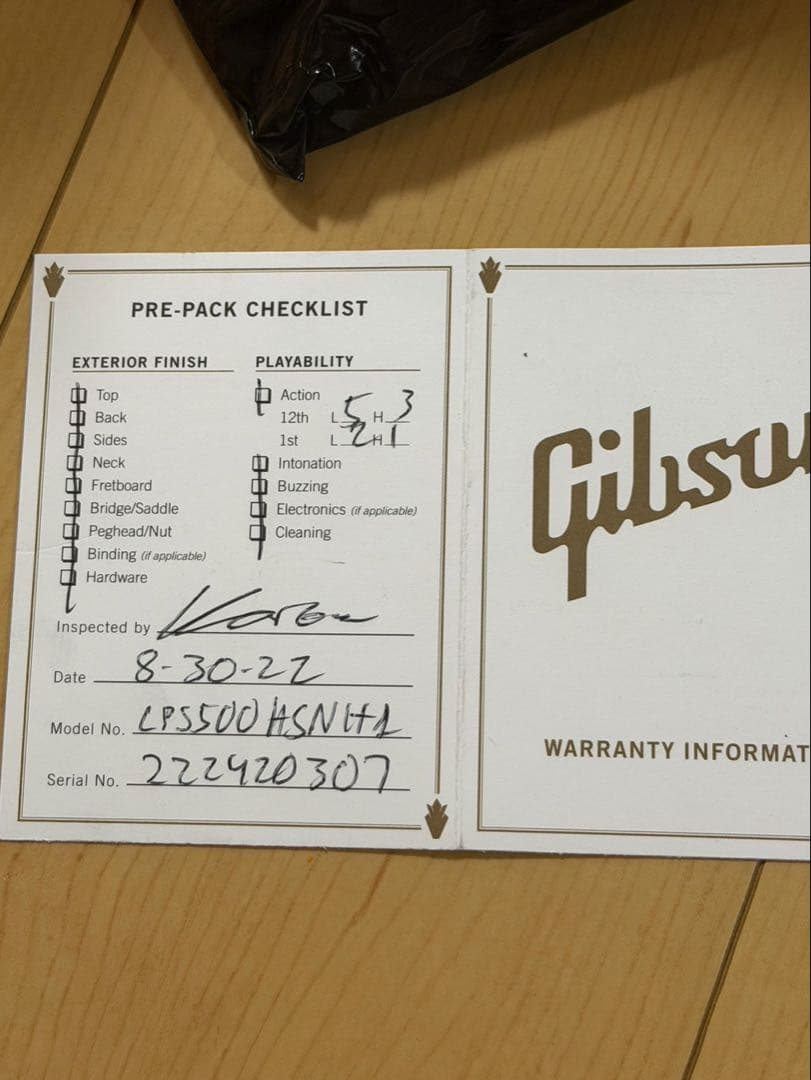 PRE-PACK CHECKLIST
EXTERIOR FINISH
Top
Back
Sides
Neck
Fretboard
Bridge/Saddle
Peghead/Nut
Binding (if applicable)
Hardware
PLAYABILITY
Action
12th L 5 H 3
1st L 2 H 1
Intonation
Buzzing
Electronics (if applicable)
Cleaning
Inspected by
Date 8-30-22
Model No. LPS500HSNH1
Serial No. 222920307
Gibson
WARRANTY INFORMAT